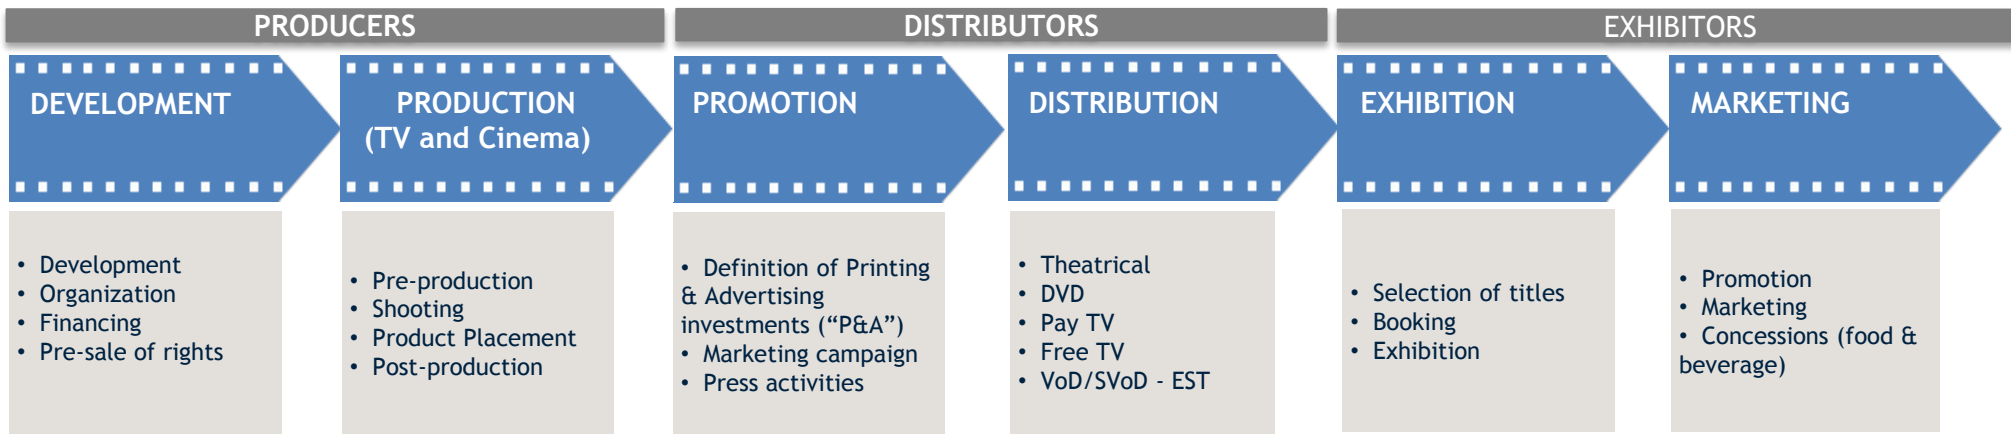 PRODUCERS
DISTRIBUTORS
EXHIBITORS
DEVELOPMENT
PRODUCTION
(TV and Cinema)
PROMOTION
DISTRIBUTION
EXHIBITION
MARKETING
• Development
• Organization
• Financing
• Pre-sale of rights
• Pre-production
• Shooting
• Product Placement
• Post-production
• Definition of Printing
& Advertising
investments (“P&A”)
• Marketing campaign
• Press activities
• Theatrical
• DVD
• Pay TV
• Free TV
• VoD/SVoD - EST
• Selection of titles
• Booking
• Exhibition
• Promotion
• Marketing
• Concessions (food &
beverage)